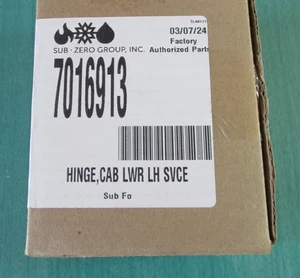 03/07/24
SUB-ZERO GROUP, INC.
Factory
Authorized Parts
7016913
HINGE,CAB LWR LH SVCE
Sub Fo